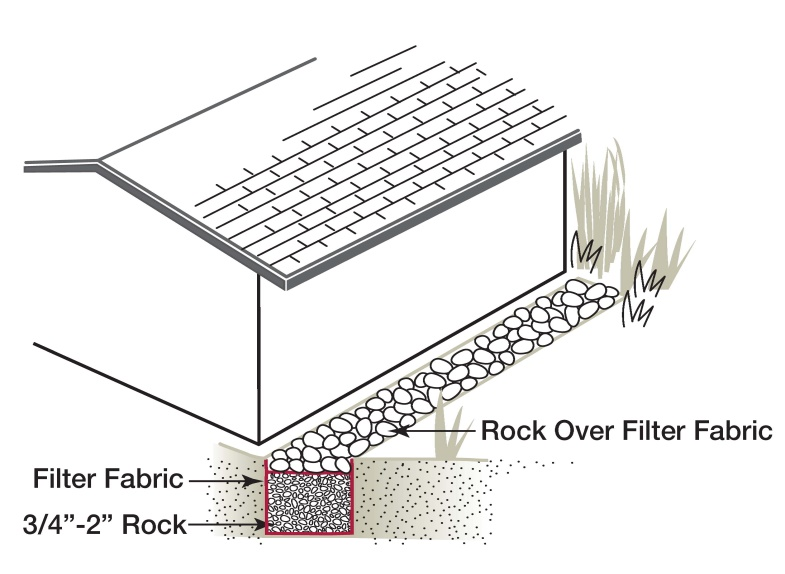 Rock Over Filter Fabric
Filter Fabric
3/4”-2” Rock